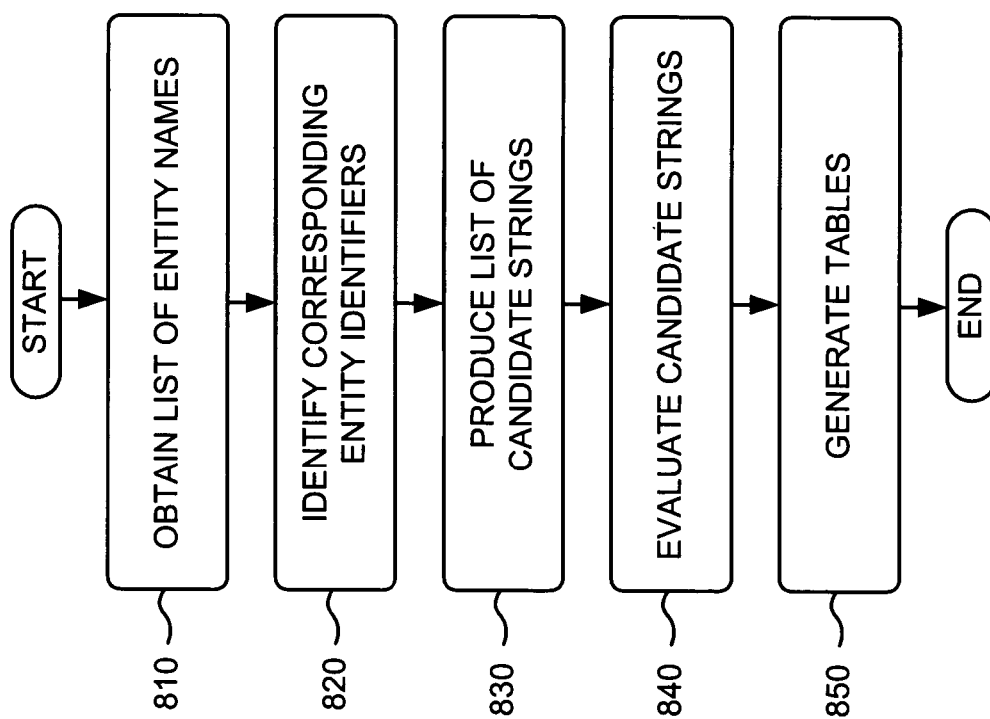 START
810
OBTAIN LIST OF ENTITY NAMES
820
IDENTIFY CORRESPONDING
ENTITY IDENTIFIERS
830
PRODUCE LIST OF
CANDIDATE STRINGS
840
EVALUATE CANDIDATE STRINGS
850
GENERATE TABLES
END